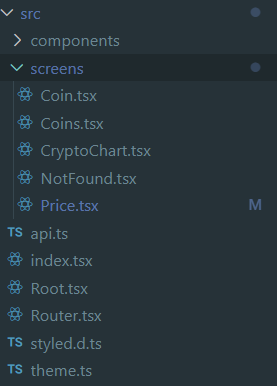 src
components
screens
Coin.tsx
Coins.tsx
CryptoChart.tsx
NotFound.tsx
Price.tsx M
TS api.ts
index.tsx
Root.tsx
Router.tsx
TS styled.d.ts
TS theme.ts